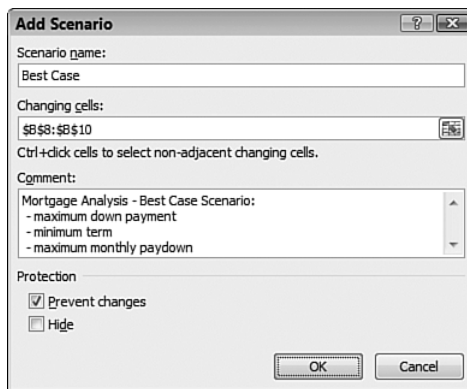 Add Scenario
Scenario name:
Best Case
Changing cells:
$B$8:$B$10
Ctrl+click cells to select non-adjacent changing cells.
Comment:
Mortgage Analysis - Best Case Scenario:
- maximum down payment
- minimum term
- maximum monthly paydown
Protection
Prevent changes
Hide
OK
Cancel